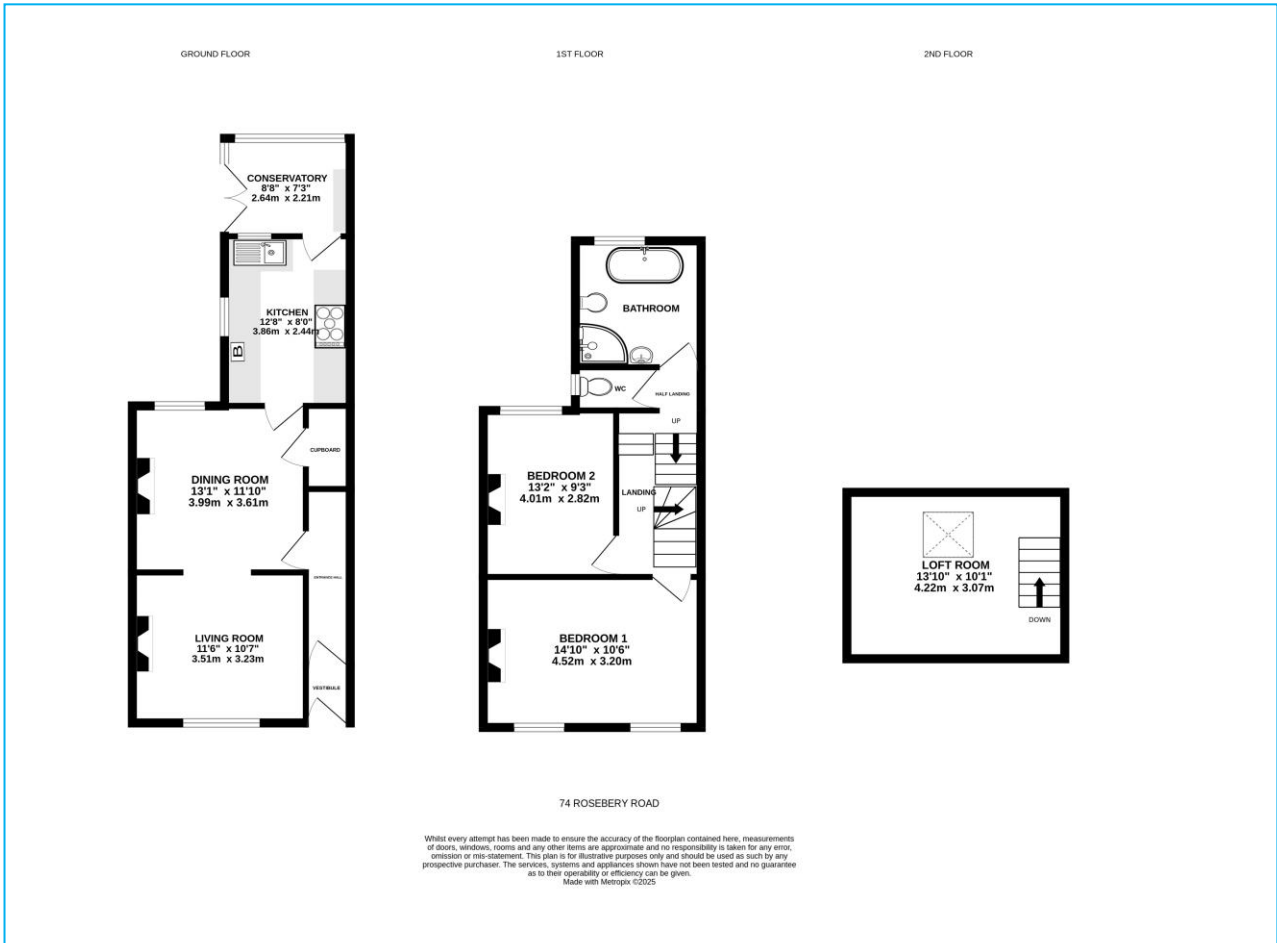 GROUND FLOOR
CONSERVATORY
8'8" x 7'3"
2.64m x 2.21m
KITCHEN
12'8" x 8'0"
3.86m x 2.44m
B
CUPBOARD
DINING ROOM
13'1" x 11'10"
3.99m x 3.61m
ENTRANCE HALL
LIVING ROOM
11'6" x 10'7"
3.51m x 3.23m
VESTIBULE
1ST FLOOR
BATHROOM
WC
HALF LANDING
UP
BEDROOM 2
13'2" x 9'3"
4.01m x 2.82m
LANDING
UP
BEDROOM 1
14'10" x 10'6"
4.52m x 3.20m
2ND FLOOR
LOFT ROOM
13'10" x 10'1"
4.22m x 3.07m
DOWN
74 ROSEBERY ROAD
Whilst every attempt has been made to ensure the accuracy of the floorplan contained here, measurements
of doors, windows, rooms and any other items are approximate and no responsibility is taken for any error,
omission or mis-statement. This plan is for illustrative purposes only and should be used as such by any
prospective purchaser. The services, systems and appliances shown have not been tested and no guarantee
as to their operability or efficiency can be given.
Made with Metropix ©2025